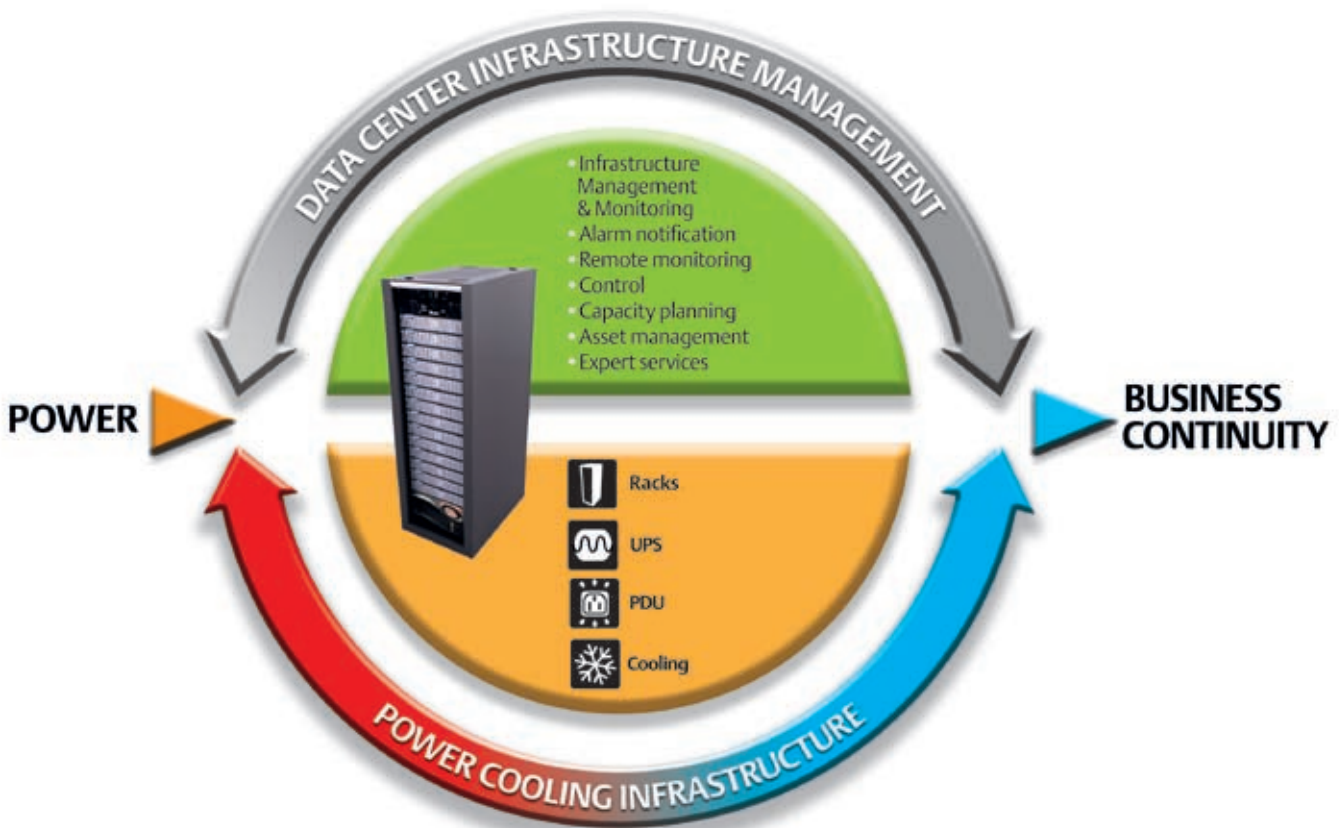 DATA CENTER INFRASTRUCTURE MANAGEMENT
• Infrastructure
Management
& Monitoring
• Alarm notification
• Remote monitoring
• Control
• Capacity planning
• Asset management
• Expert services
POWER
BUSINESS
CONTINUITY
Racks
UPS
PDU
Cooling
POWER COOLING INFRASTRUCTURE